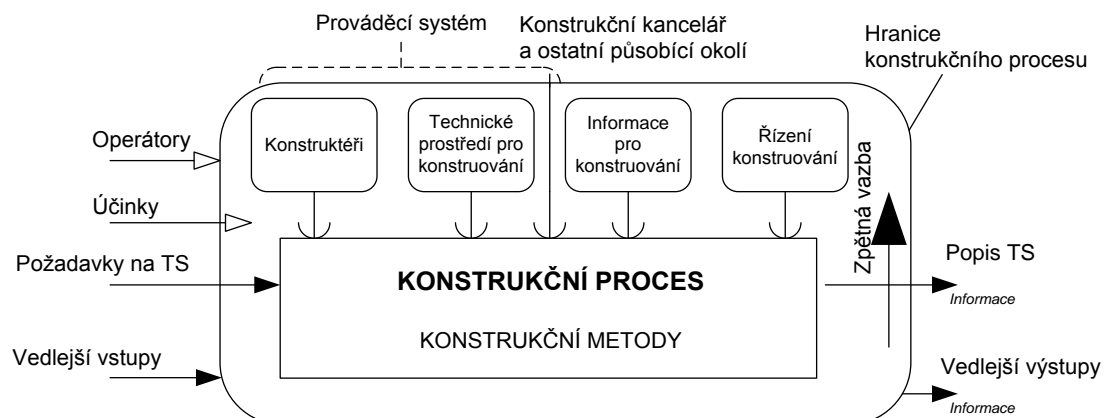 Prováděcí systém
Konstrukční kancelář
a ostatní působící okolí
Hranice
konstrukčního procesu
Operátory
Konstruktéři
Technické
prostředí pro
konstruování
Informace
pro
konstruování
Řízení
konstruování
Zpětná vazba
Účinky
Požadavky na TS
KONSTRUKČNÍ PROCES
KONSTRUKČNÍ METODY
Popis TS
Informace
Vedlejší vstupy
Vedlejší výstupy
Informace